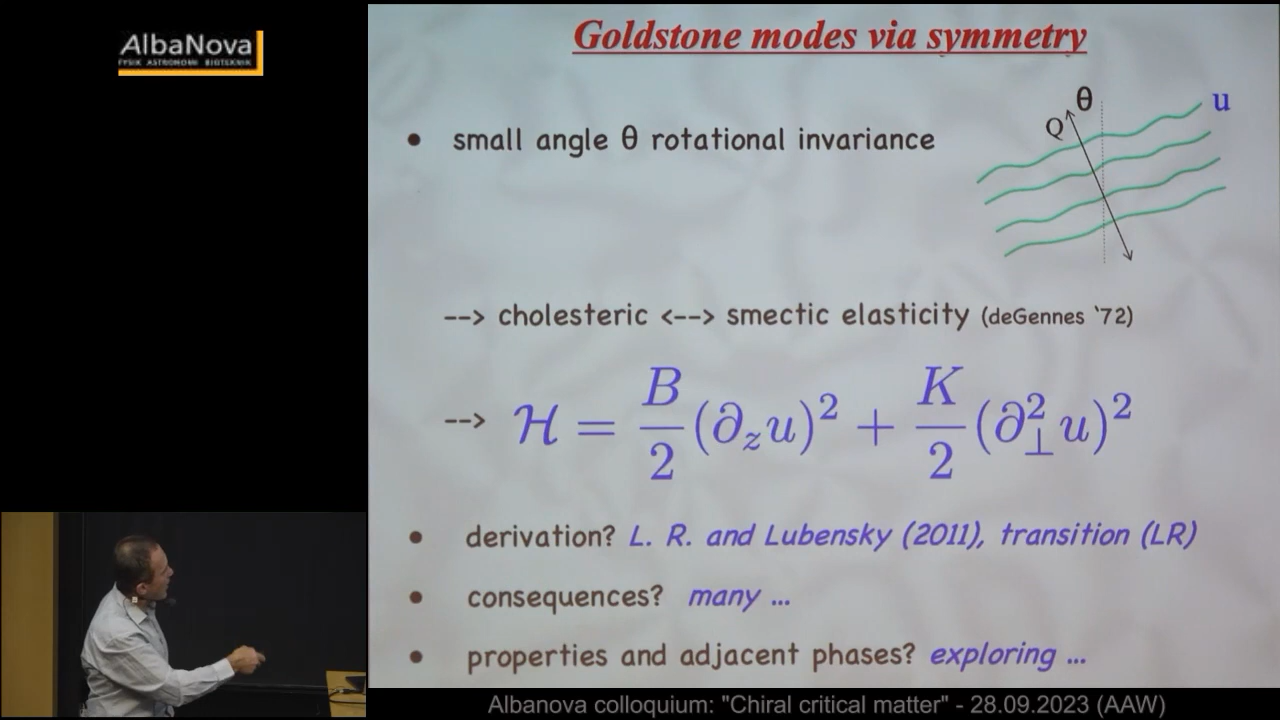 AlbaNova
FYSIK ASTRONOMI BIOTEKNIK
Goldstone modes via symmetry
• small angle θ rotational invariance
θ
Q
u
--> cholesteric <--> smectic elasticity (deGennes '72)
--> ℋ = B/2 (∂_z u)² + K/2 (∂²_⊥ u)²
• derivation? L. R. and Lubensky (2011), transition (LR)
• consequences? many ...
• properties and adjacent phases? exploring ...
Albanova colloquium: "Chiral critical matter" - 28.09.2023 (AAW)